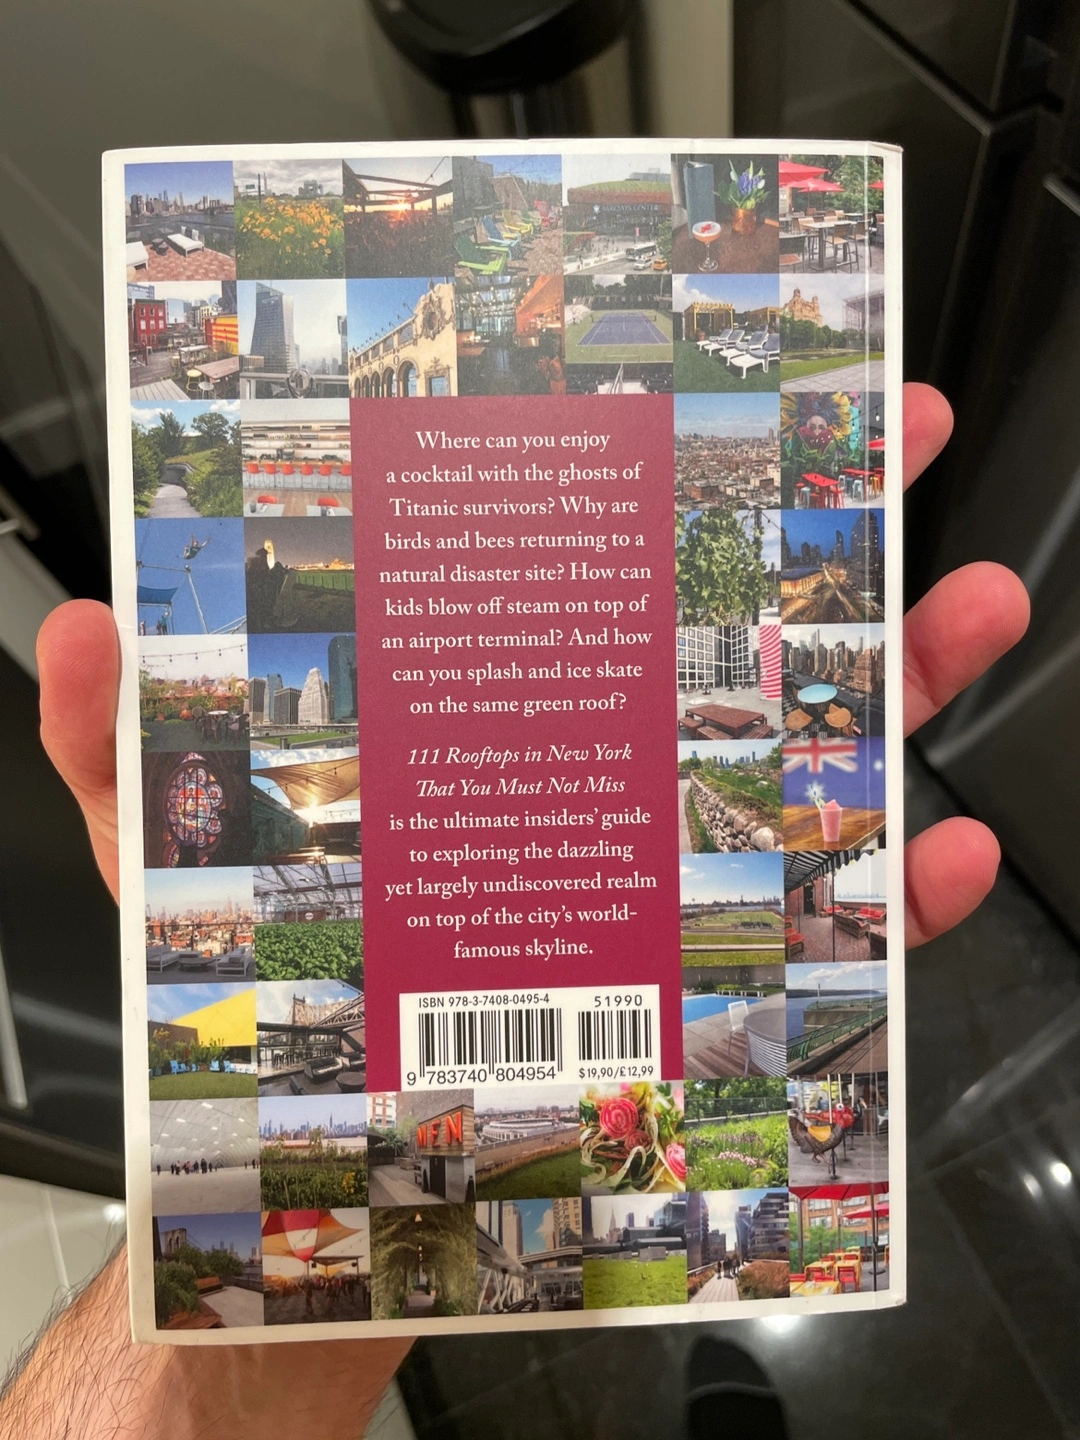 BARCLAYS CENTER
Where can you enjoy
a cocktail with the ghosts of
Titanic survivors? Why are
birds and bees returning to a
natural disaster site? How can
kids blow off steam on top of
an airport terminal? And how
can you splash and ice skate
on the same green roof?
111 Rooftops in New York
That You Must Not Miss
is the ultimate insiders' guide
to exploring the dazzling
yet largely undiscovered realm
on top of the city's world-
famous skyline.
ISBN 978-3-7408-0495-4
51990
9 783740 804954
$19,90/£12,99